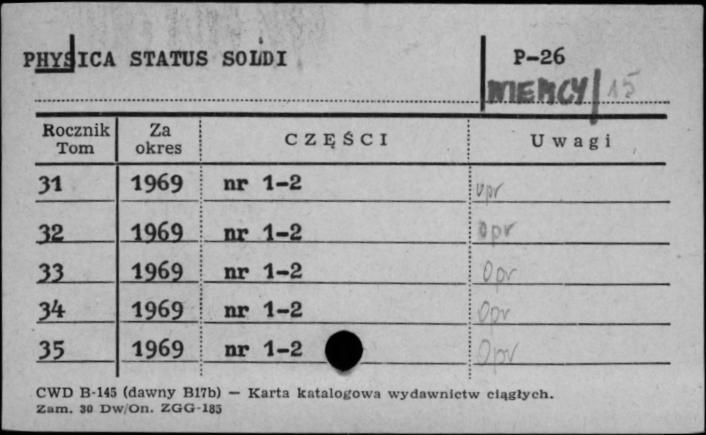 PHYSICA STATUS SOLDI P-26
NIEMCY 15
Rocznik Tom Za okres CZĘŚCI Uwagi
31 1969 nr 1-2 opr
32 1969 nr 1-2 opr
33 1969 nr 1-2 Opr
34 1969 nr 1-2 Opr
35 1969 nr 1-2 Opr
CWD B-145 (dawny B17b) — Karta katalogowa wydawnictw ciągłych.
Zam. 30 Dw/On. ZGG-185